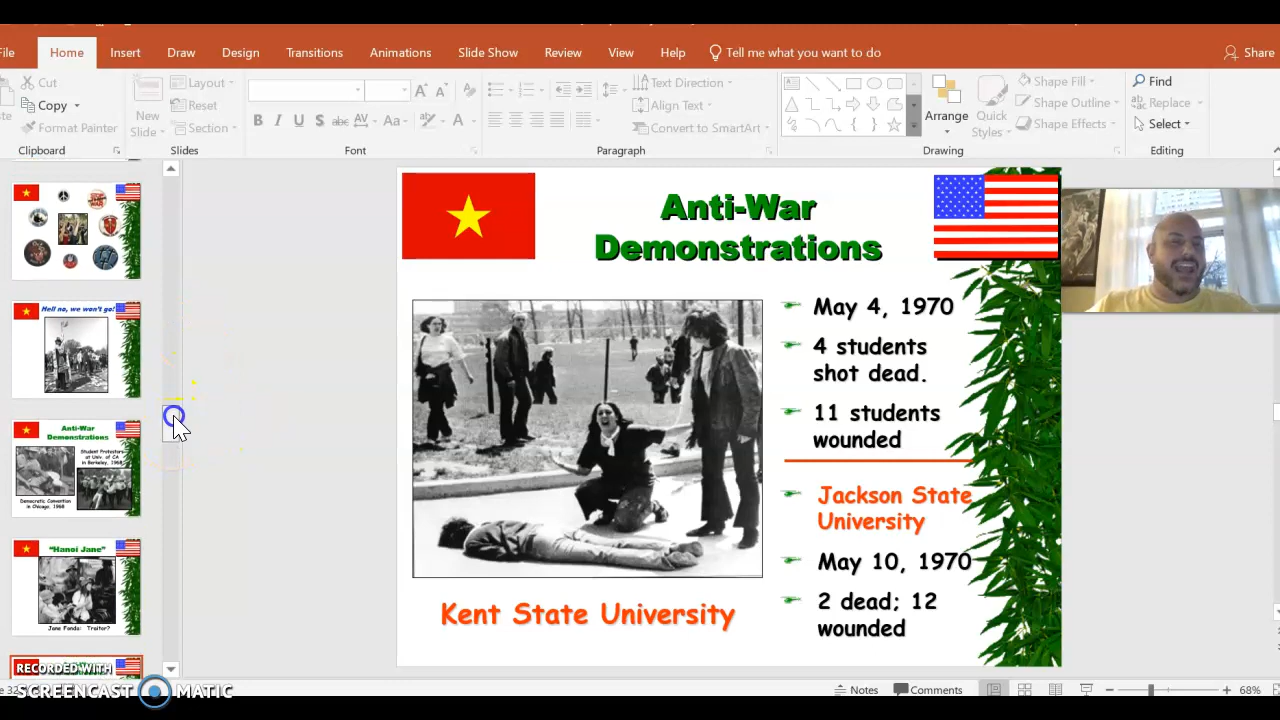 File
Home
Insert
Draw
Design
Transitions
Animations
Slide Show
Review
View
Help
Tell me what you want to do
Share
Cut
Copy
Format Painter
Clipboard
New
Slide
Layout
Reset
Section
Slides
B I U S abc AV Aa
Font
Text Direction
Align Text
Convert to SmartArt
Paragraph
Arrange
Quick
Styles
Shape Fill
Shape Outline
Shape Effects
Drawing
Find
Replace
Select
Editing
Hell no, we won't go!
Anti-War
Demonstrations
Student Protestors
at Univ. of CA
in Berkeley, 1968
Democratic Convention
in Chicago, 1968
"Hanoi Jane"
Jane Fonda: Traitor?
Anti-War
Demonstrations
May 4, 1970
4 students
shot dead.
11 students
wounded
Jackson State
University
May 10, 1970
2 dead; 12
wounded
Kent State University
RECORDED WITH
SCREENCAST MATIC
Notes
Comments
68%